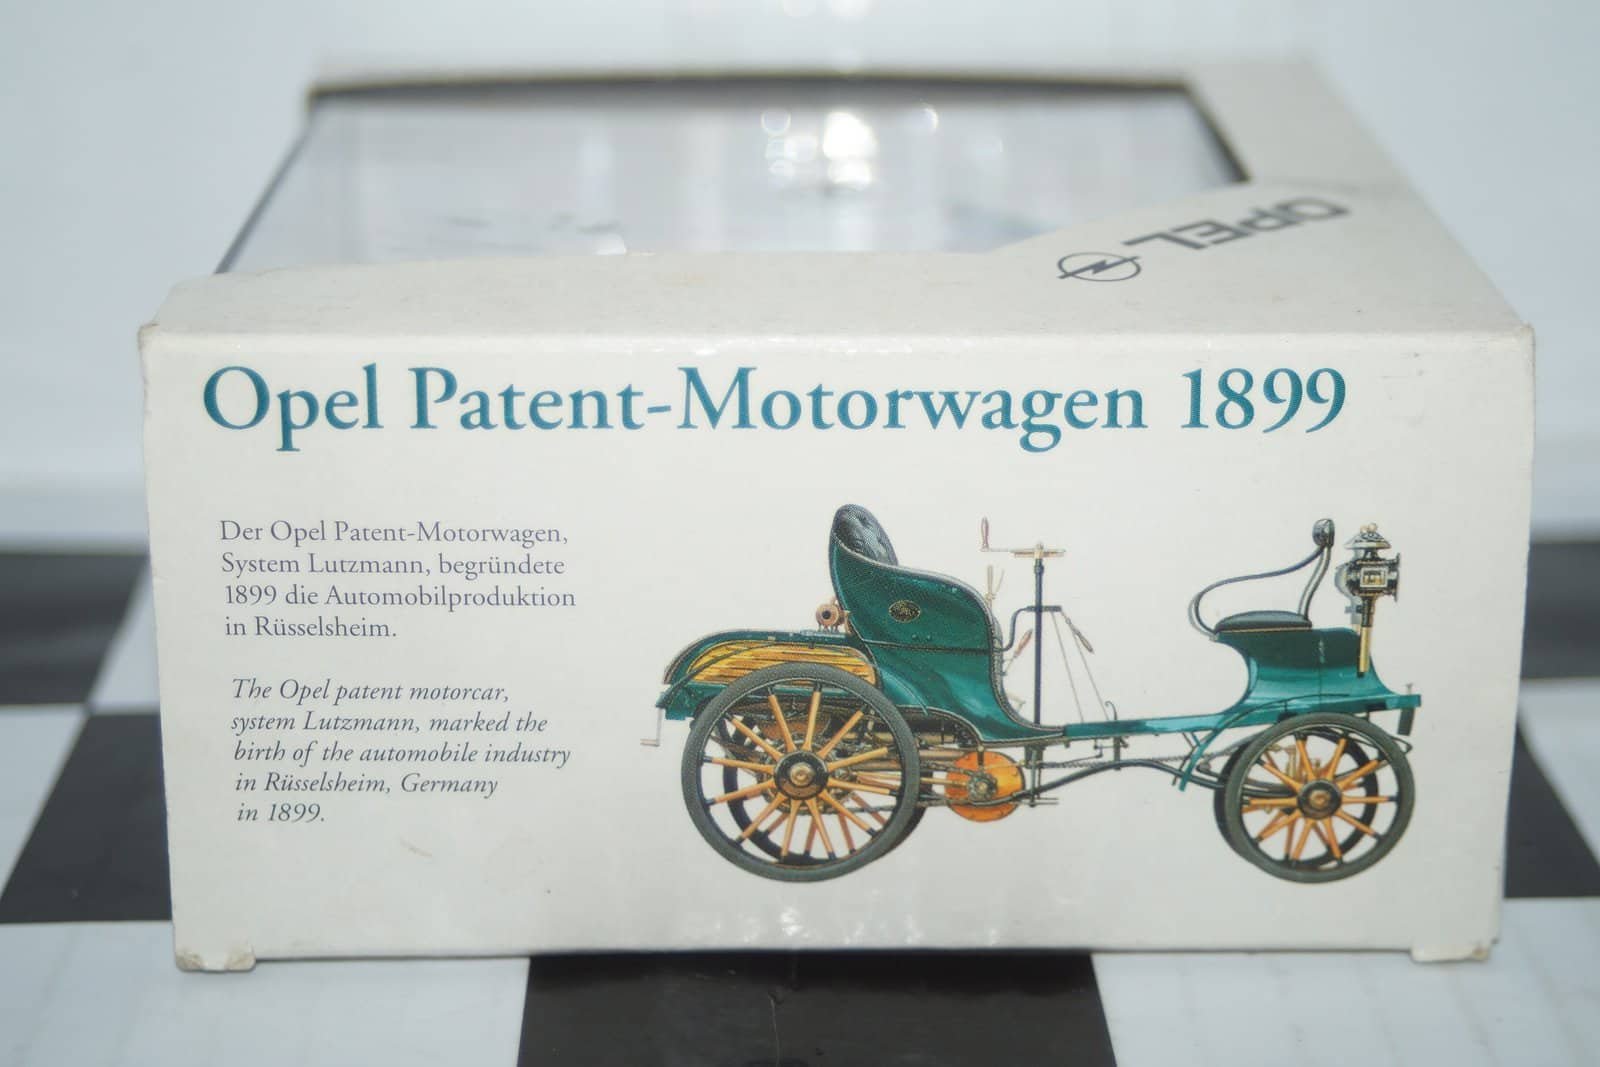 OPEL
Opel Patent-Motorwagen 1899
Der Opel Patent-Motorwagen,
System Lutzmann, begründete
1899 die Automobilproduktion
in Rüsselsheim.
The Opel patent motorcar,
system Lutzmann, marked the
birth of the automobile industry
in Rüsselsheim, Germany
in 1899.